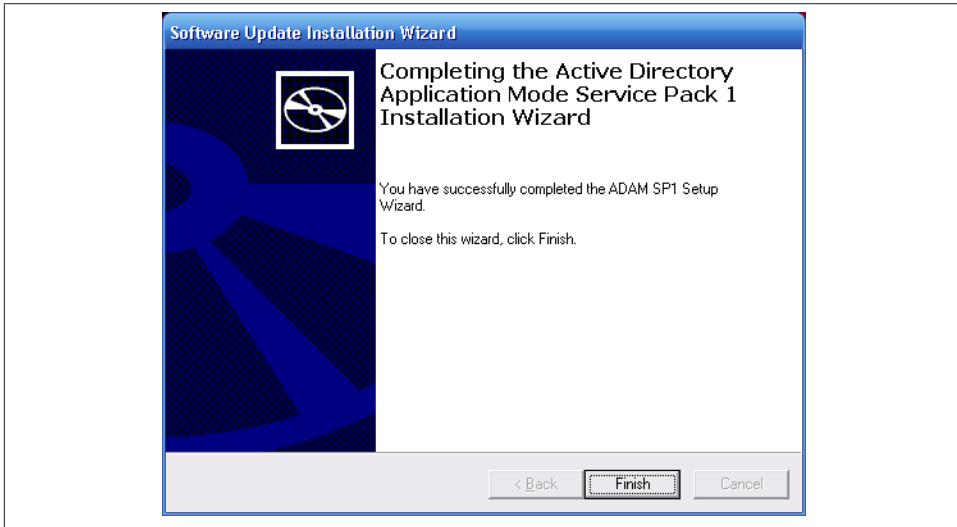 Software Update Installation Wizard
Completing the Active Directory
Application Mode Service Pack 1
Installation Wizard
You have successfully completed the ADAM SP1 Setup
Wizard.
To close this wizard, click Finish.
< Back Finish Cancel